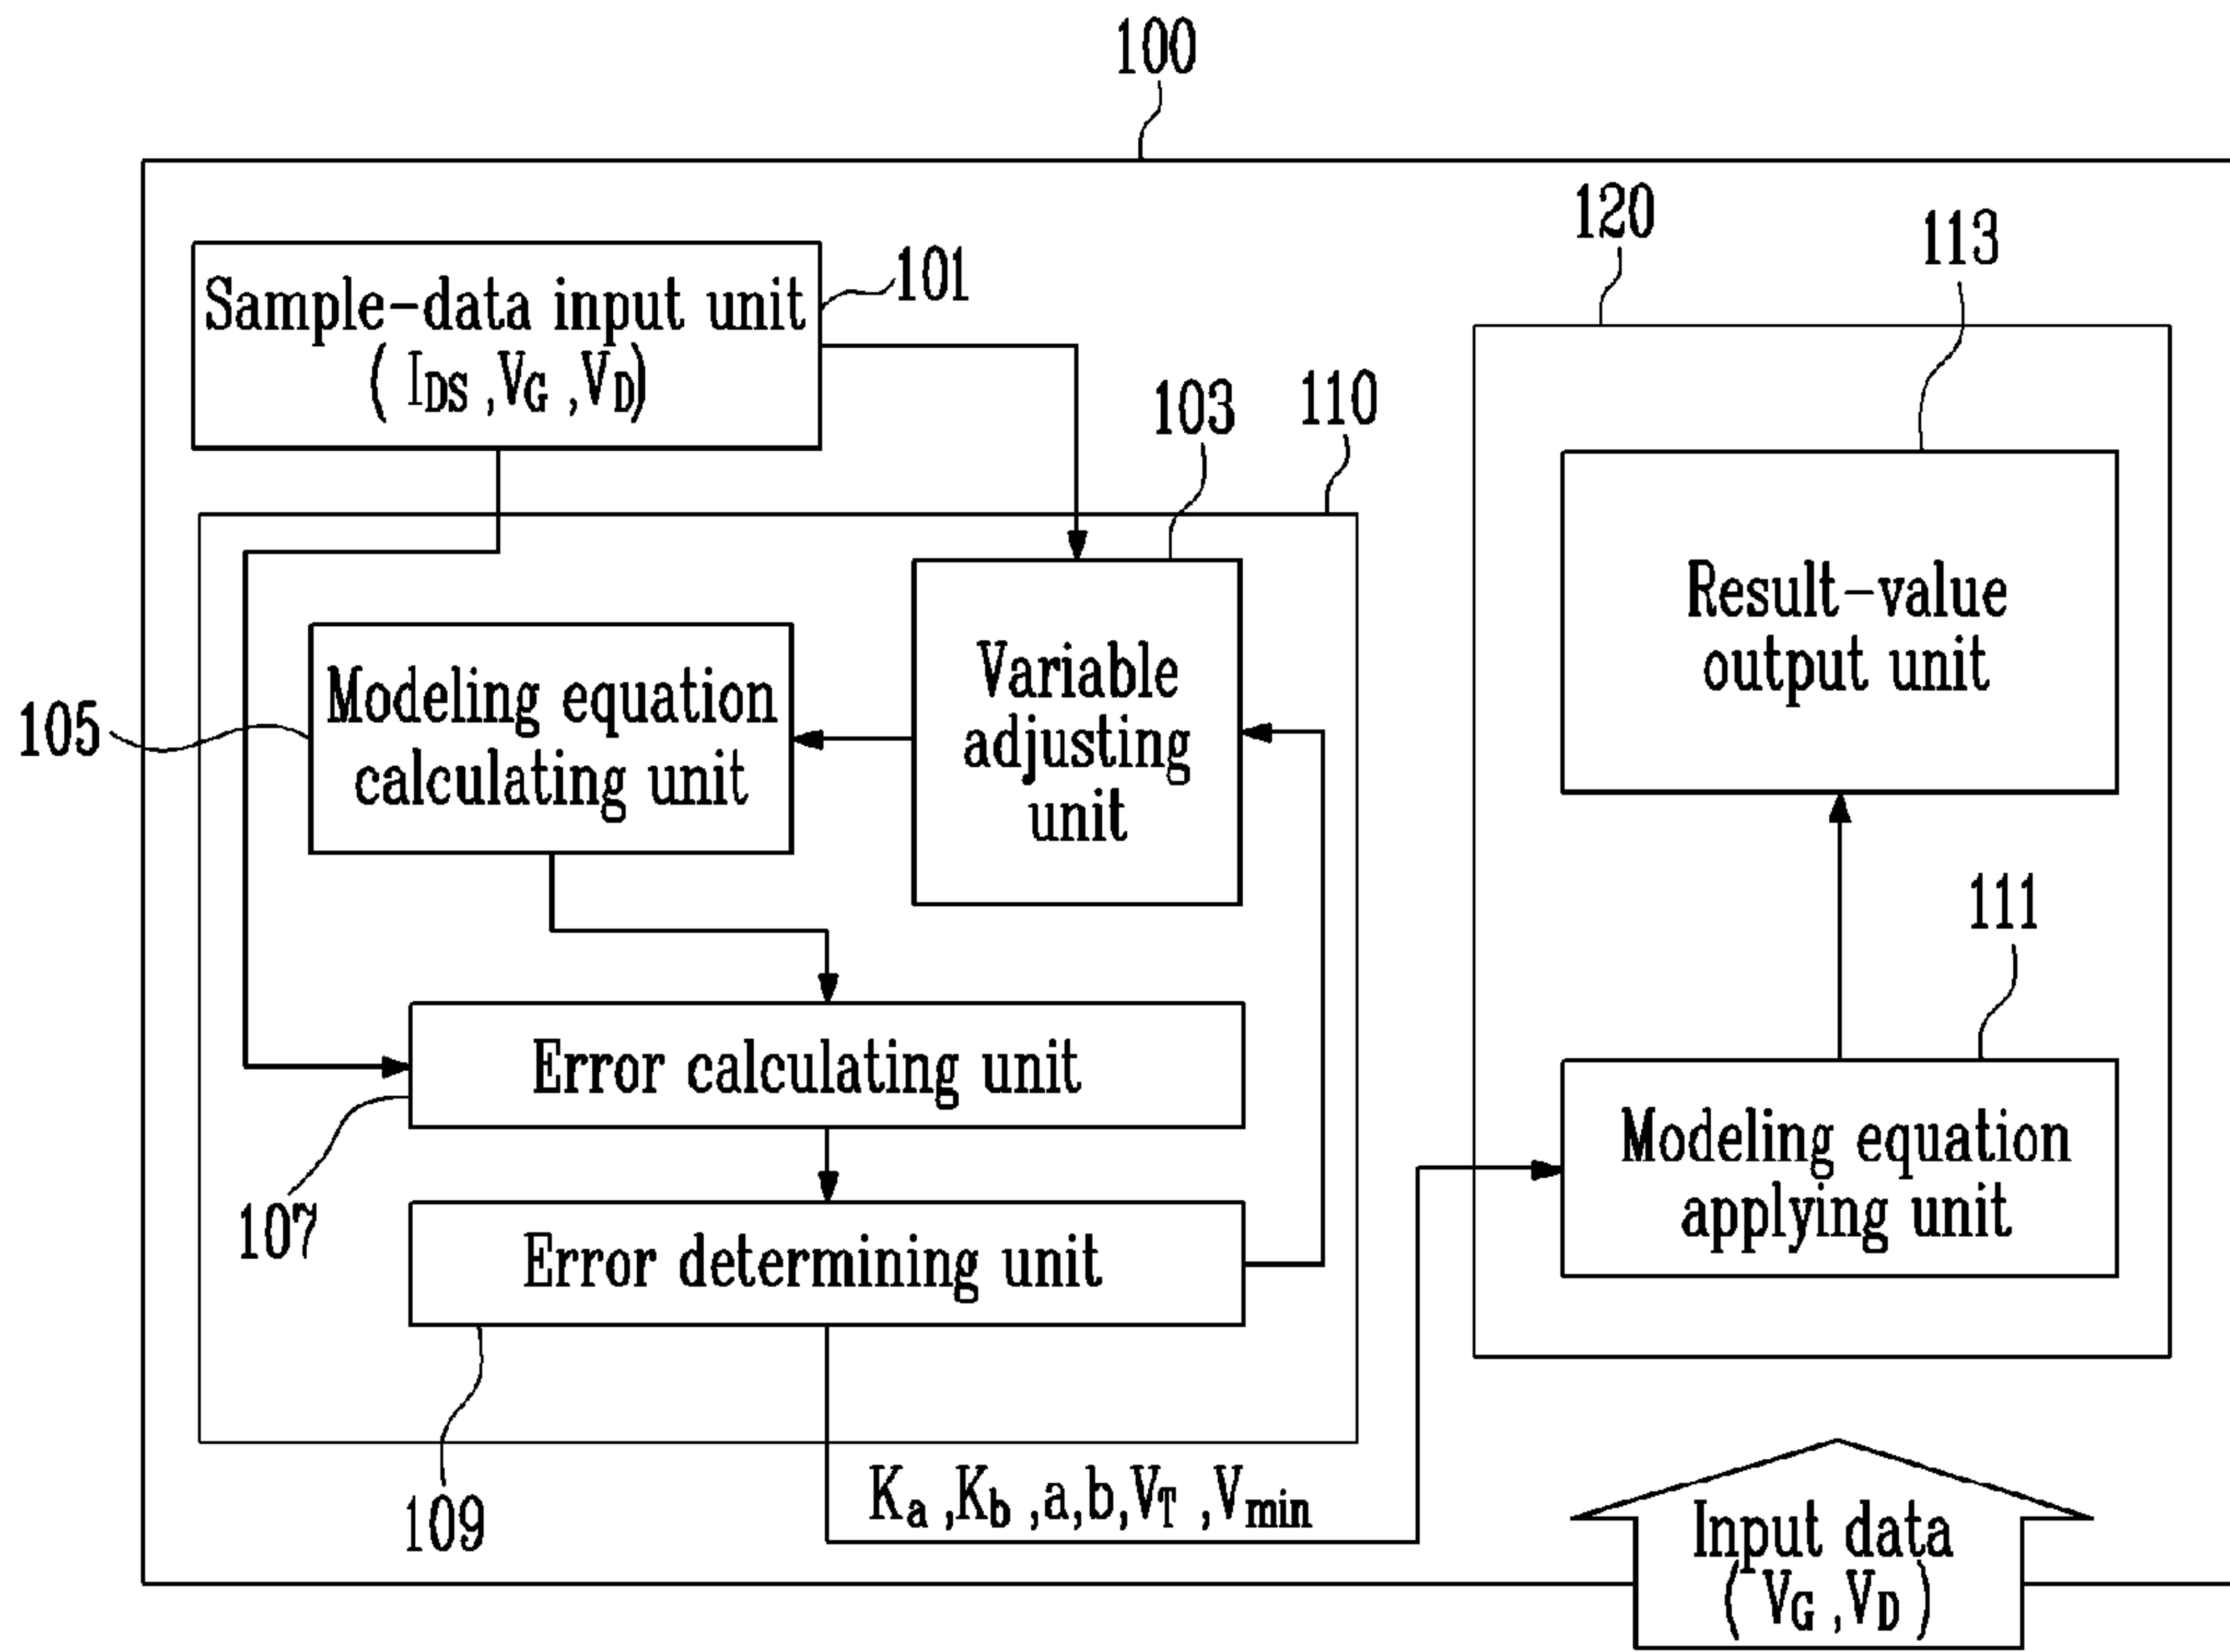 100
120
113
Sample-data input unit
( IDS ,VG ,VD)
101
110
103
Result-value
output unit
Variable
adjusting
unit
Modeling equation
calculating unit
105
111
Error calculating unit
Modeling equation
applying unit
107
Error determining unit
109
Ka ,Kb ,a,b,VT ,Vmin
Input data
( VG ,VD )